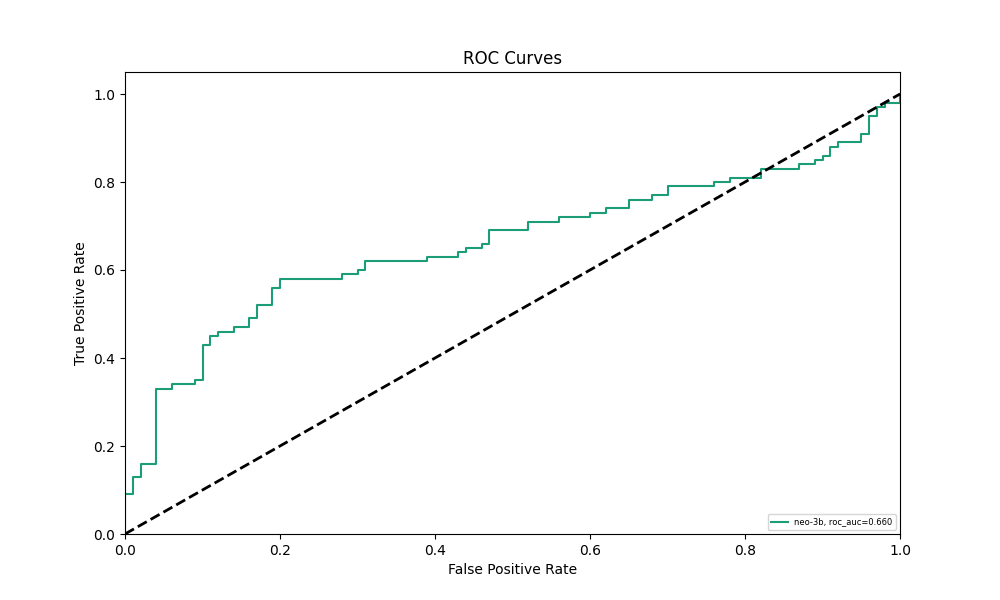 ROC Curves
True Positive Rate
1.0
0.8
0.6
0.4
0.2
0.0
neo-3b, roc_auc=0.660
0.0 0.2 0.4 0.6 0.8 1.0
False Positive Rate